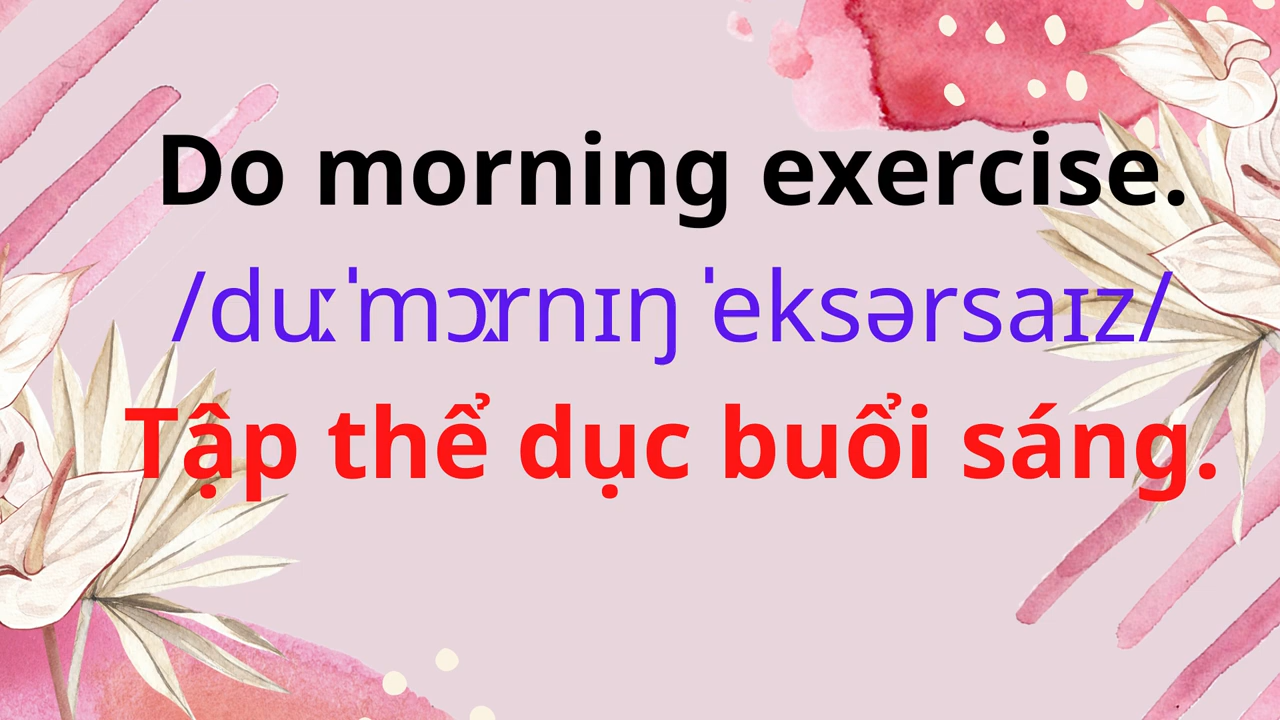 Do morning exercise.
/duːˈmɔːrnɪŋ ˈeksərsaɪz/
Tập thể dục buổi sáng.